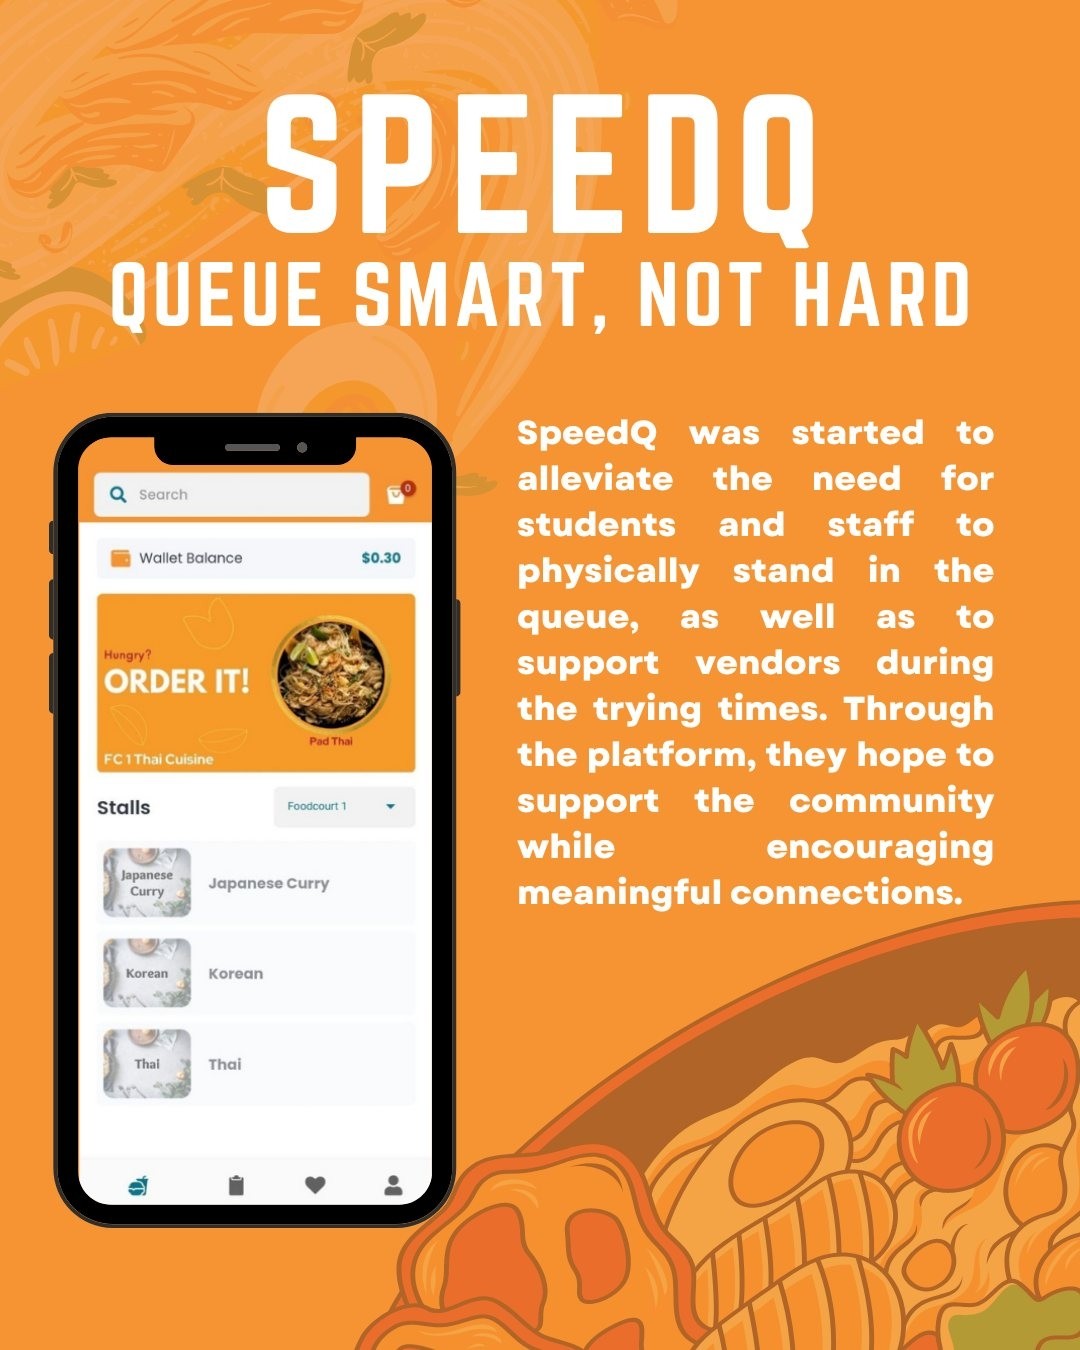 SPEEDQ
QUEUE SMART, NOT HARD
Search
0
Wallet Balance $0.30
Hungry?
ORDER IT!
Pad Thai
FC 1 Thai Cuisine
Stalls Foodcourt 1
Japanese
Curry
Japanese Curry
Korean Korean
Thai Thai
SpeedQ was started to
alleviate the need for
students and staff to
physically stand in the
queue, as well as to
support vendors during
the trying times. Through
the platform, they hope to
support the community
while encouraging
meaningful connections.